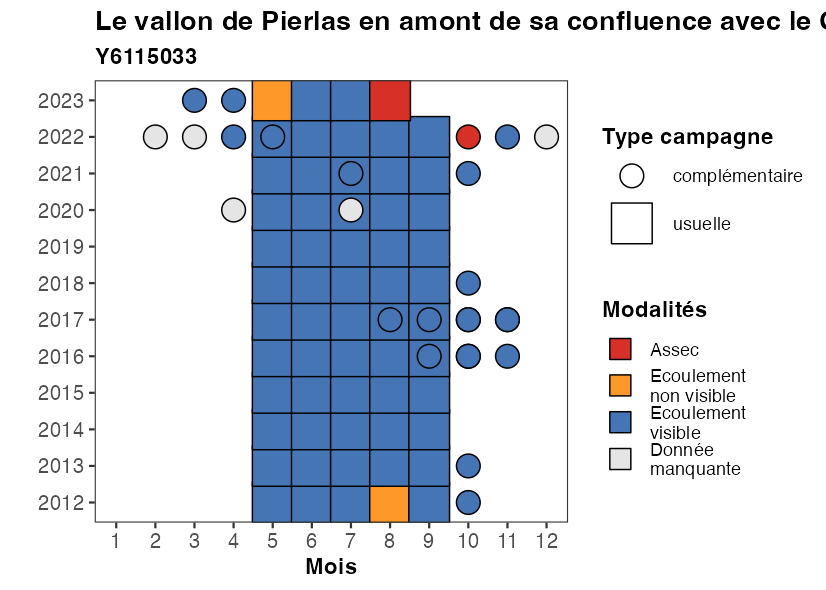 Le vallon de Pierlas en amont de sa confluence avec le
Y6115033
2023
2022
2021
2020
2019
2018
2017
2016
2015
2014
2013
2012
1 2 3 4 5 6 7 8 9 10 11 12
Mois
Type campagne
complémentaire
usuelle
Modalités
Assec
Ecoulement
non visible
Ecoulement
visible
Donnée
manquante